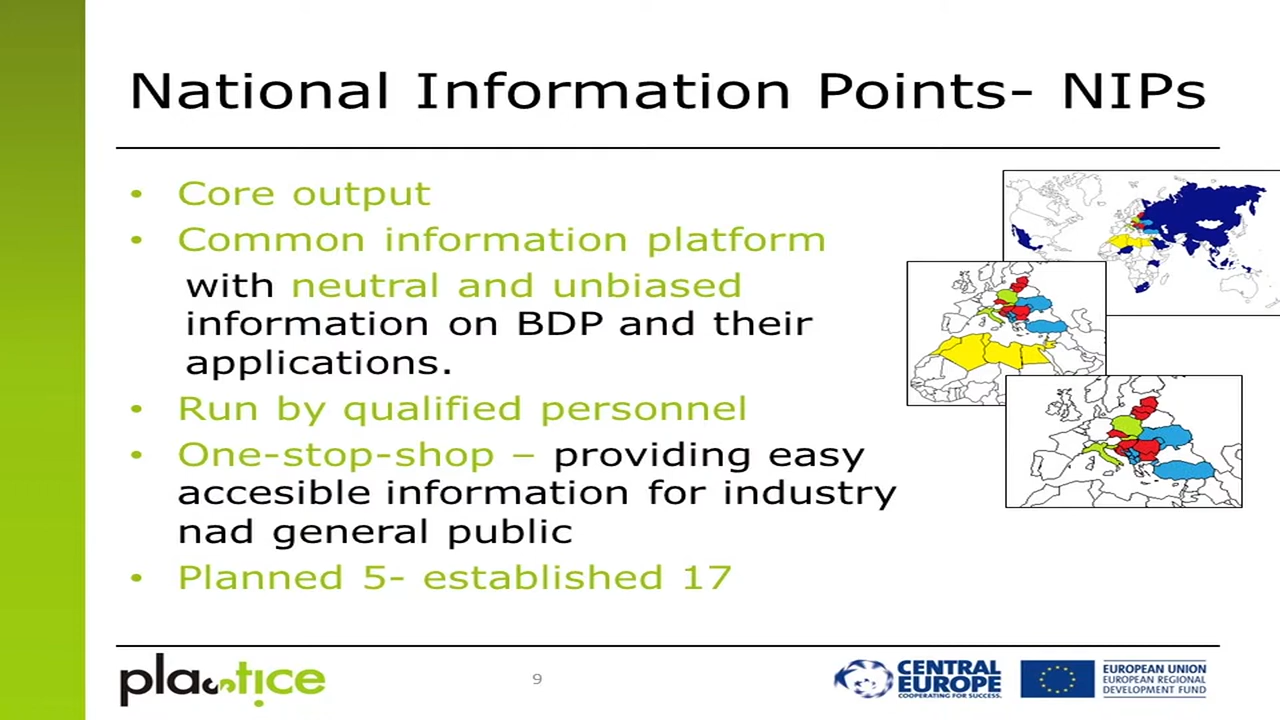 National Information Points- NIPs
• Core output
• Common information platform
with neutral and unbiased
information on BDP and their
applications.
• Run by qualified personnel
• One-stop-shop – providing easy
accesible information for industry
nad general public
• Planned 5- established 17
plastice
9
CENTRAL
EUROPE
COOPERATING FOR SUCCESS.
EUROPEAN UNION
EUROPEAN REGIONAL
DEVELOPMENT FUND